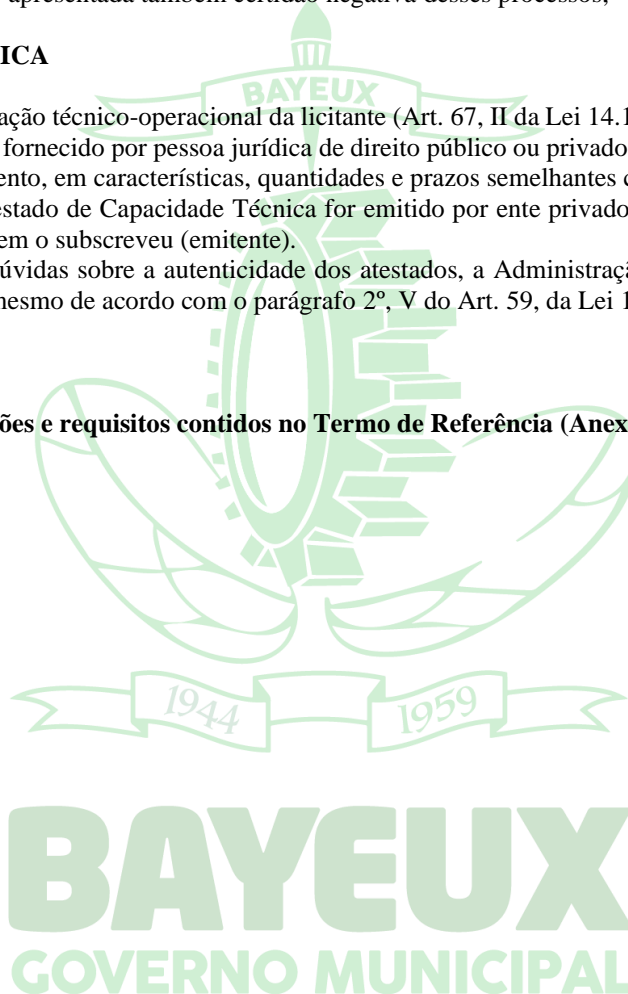 apresentada também certidão negativa desses processos;
ICA
BAYEUX
ação técnico-operacional da licitante (Art. 67, II da Lei 14.1
fornecido por pessoa jurídica de direito público ou privado
ento, em características, quantidades e prazos semelhantes c
estado de Capacidade Técnica for emitido por ente privado
em o subscreveu (emitente).
úvidas sobre a autenticidade dos atestados, a Administraçã
mesmo de acordo com o parágrafo 2º, V do Art. 59, da Lei 1
ões e requisitos contidos no Termo de Referência (Anex
1944 1959
BAYEUX
GOVERNO MUNICIPAL